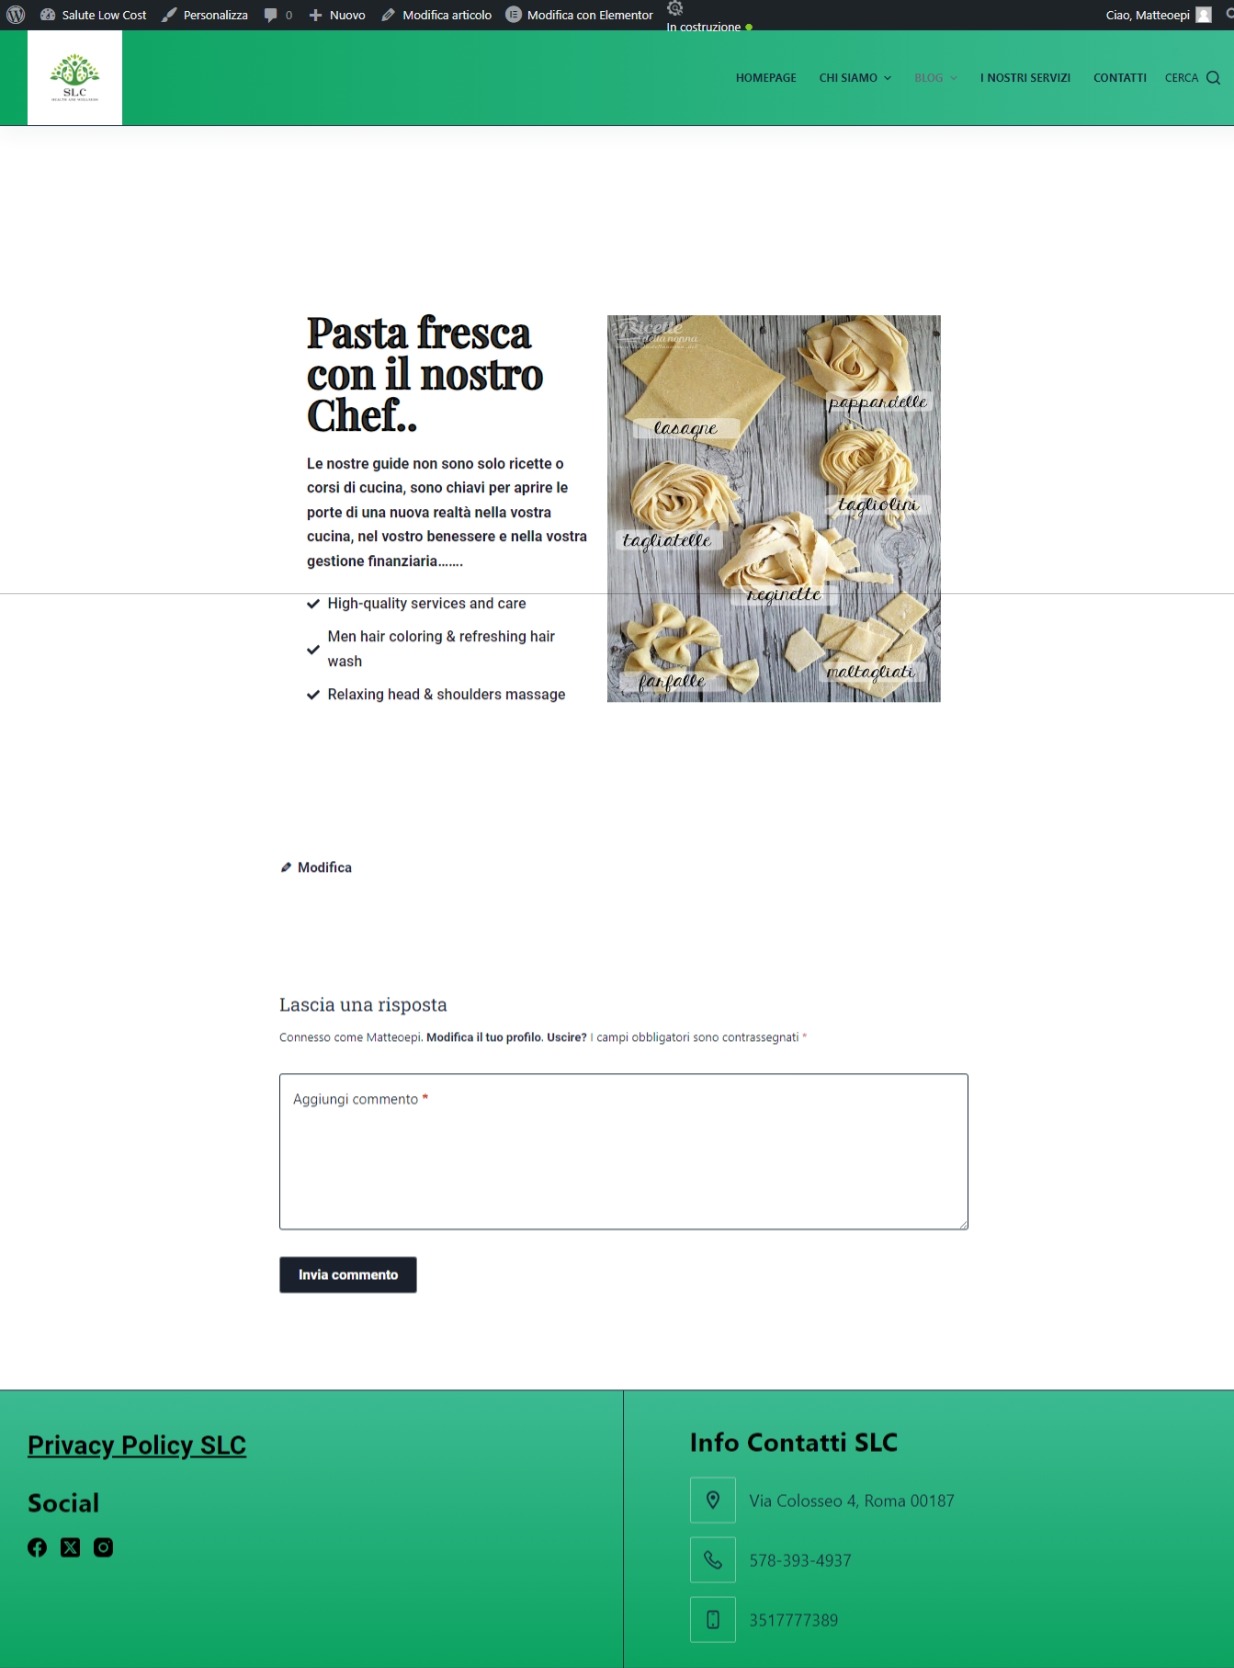 Salute Low Cost Personalizza 0 Nuovo Modifica articolo Modifica con Elementor In costruzione Ciao, Matteoepi
SLC
HEALTH AND WELLNESS
HOMEPAGE CHI SIAMO BLOG I NOSTRI SERVIZI CONTATTI CERCA
Pasta fresca
con il nostro
Chef..
Le nostre guide non sono solo ricette o
corsi di cucina, sono chiavi per aprire le
porte di una nuova realtà nella vostra
cucina, nel vostro benessere e nella vostra
gestione finanziaria.......
High-quality services and care
Men hair coloring & refreshing hair
wash
Relaxing head & shoulders massage
Ricette
della nonna
pappardelle
lasagne
tagliolini
tagliatelle
reginette
maltagliati
farfalle
Modifica
Lascia una risposta
Connesso come Matteoepi. Modifica il tuo profilo. Uscire? I campi obbligatori sono contrassegnati *
Aggiungi commento *
Invia commento
Privacy Policy SLC
Social
Info Contatti SLC
Via Colosseo 4, Roma 00187
578-393-4937
3517777389